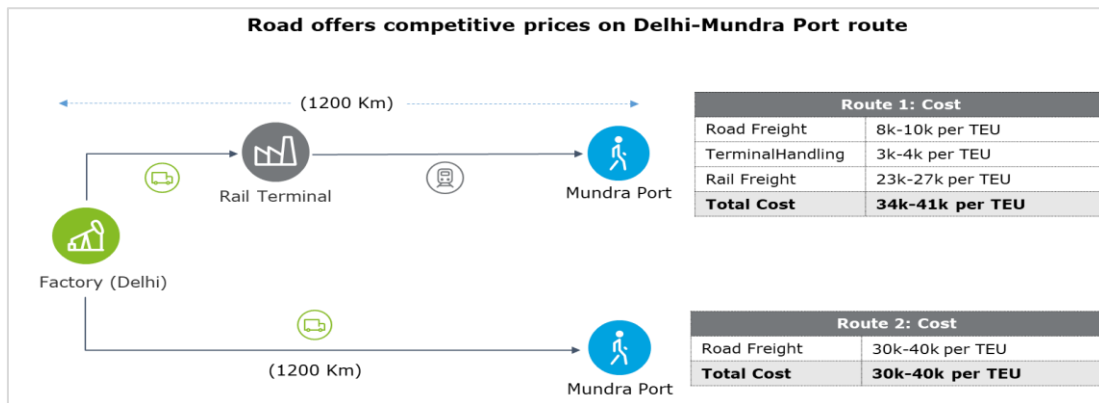 Road offers competitive prices on Delhi-Mundra Port route
(1200 Km)
Rail Terminal
Mundra Port
Factory (Delhi)
(1200 Km)
Mundra Port
Route 1: Cost
Road Freight 8k-10k per TEU
TerminalHandling 3k-4k per TEU
Rail Freight 23k-27k per TEU
Total Cost 34k-41k per TEU
Route 2: Cost
Road Freight 30k-40k per TEU
Total Cost 30k-40k per TEU